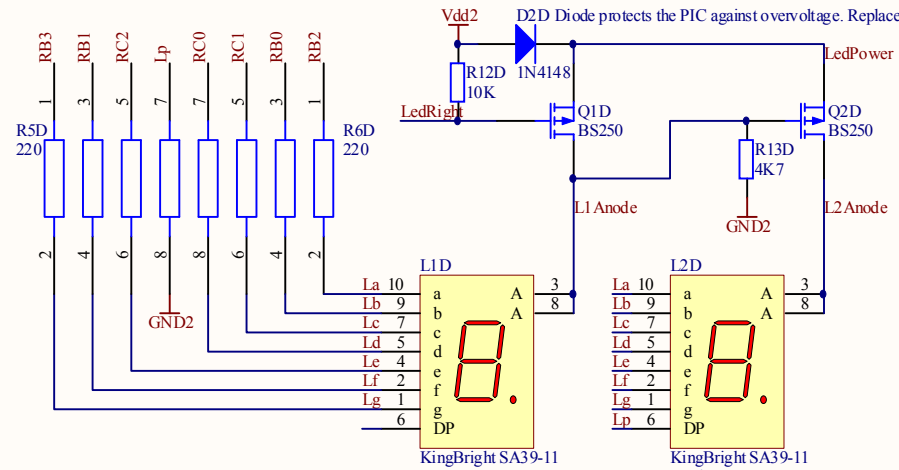 Vdd2
D2D Diode protects the PIC against overvoltage. Replace
RB3 RB1 RC2 Lp RC0 RC1 RB0 RB2
1 3 5 7 7 5 3 1
R12D
10K
1N4148
LedPower
LedRight
Q1D
BS250
Q2D
BS250
R5D
220
R6D
220
R13D
4K7
2 4 6 8 8 6 4 2
L1Anode
GND2
L2Anode
GND2
L1D
La 10 a A 3
Lb 9 b A 8
Lc 7 c
Ld 5 d
Le 4 e
Lf 2 f
Lg 1 g
6 DP
KingBright SA39-11
L2D
La 10 a A 3
Lb 9 b A 8
Lc 7 c
Ld 5 d
Le 4 e
Lf 2 f
Lg 1 g
Lp 6 DP
KingBright SA39-11